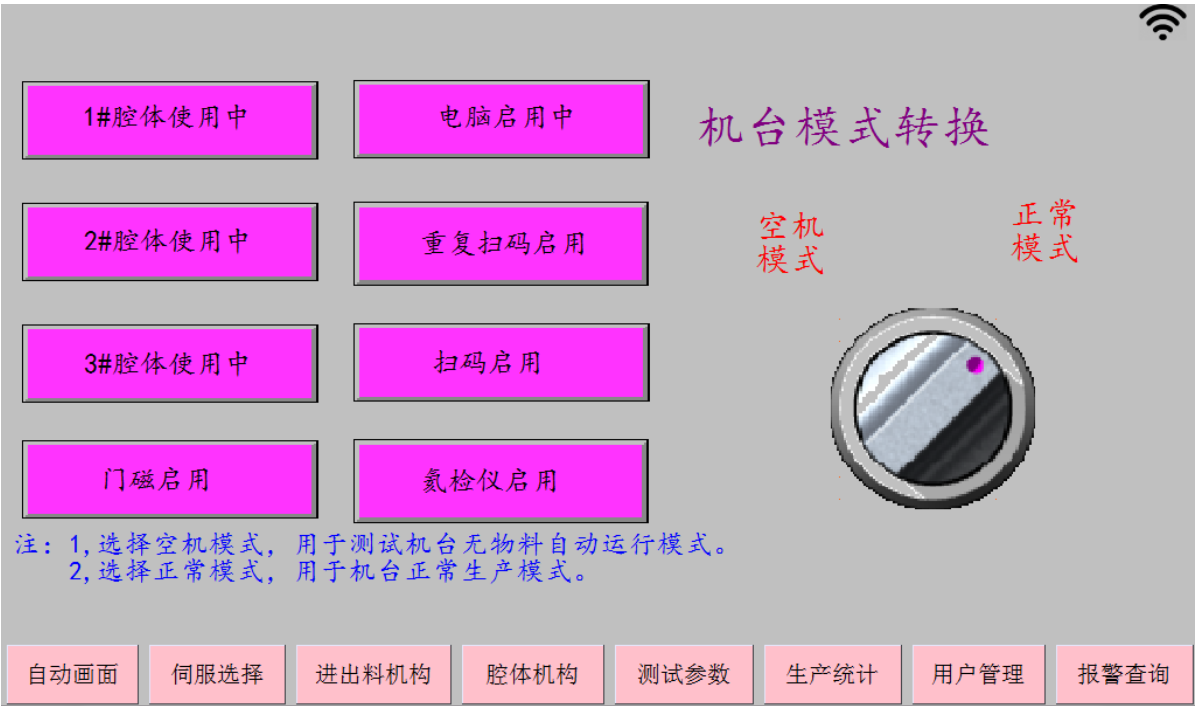 1#腔体使用中
电脑启用中
机台模式转换
2#腔体使用中
重复扫码启用
空机
模式
正常
模式
3#腔体使用中
扫码启用
门磁启用
氦检仪启用
注：1,选择空机模式，用于测试机台无物料自动运行模式。
2,选择正常模式，用于机台正常生产模式。
自动画面
伺服选择
进出料机构
腔体机构
测试参数
生产统计
用户管理
报警查询